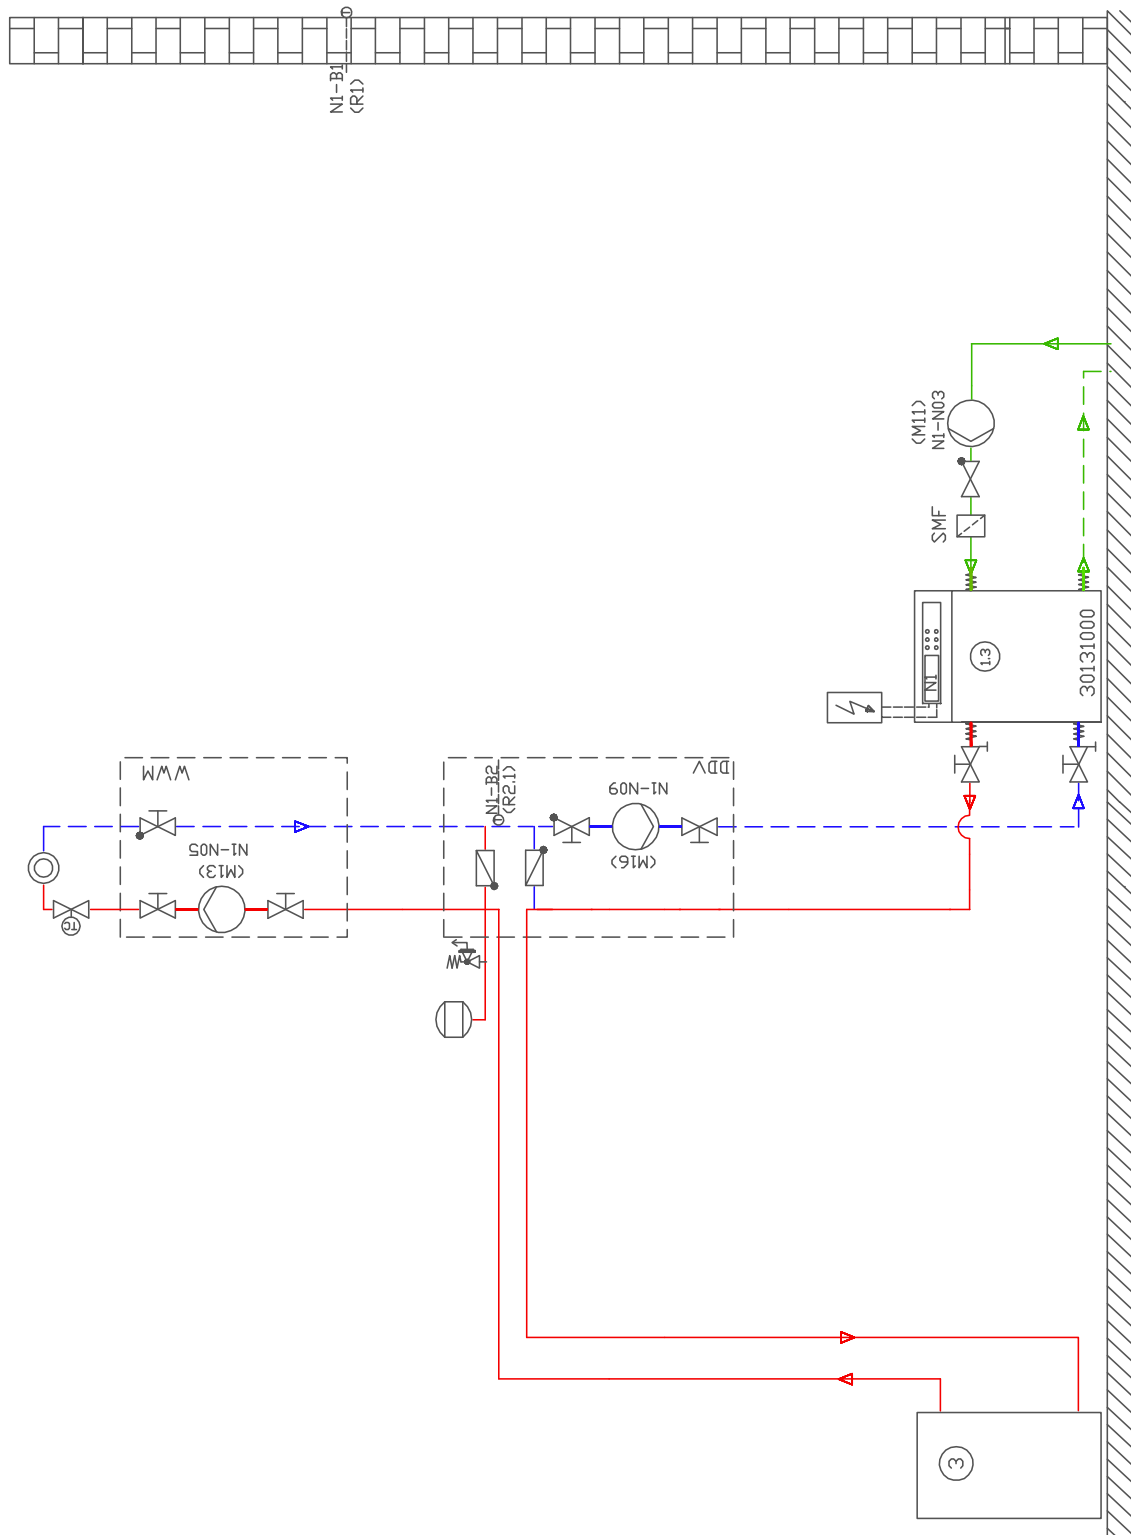 N1-B1
(R1)
(M11)
N1-N03
SMF
N1
1.3
30131000
WWM
N1-N05
(M13)
TC
N1-B2
(R2.1)
DDV
N1-N09
(M16)
3